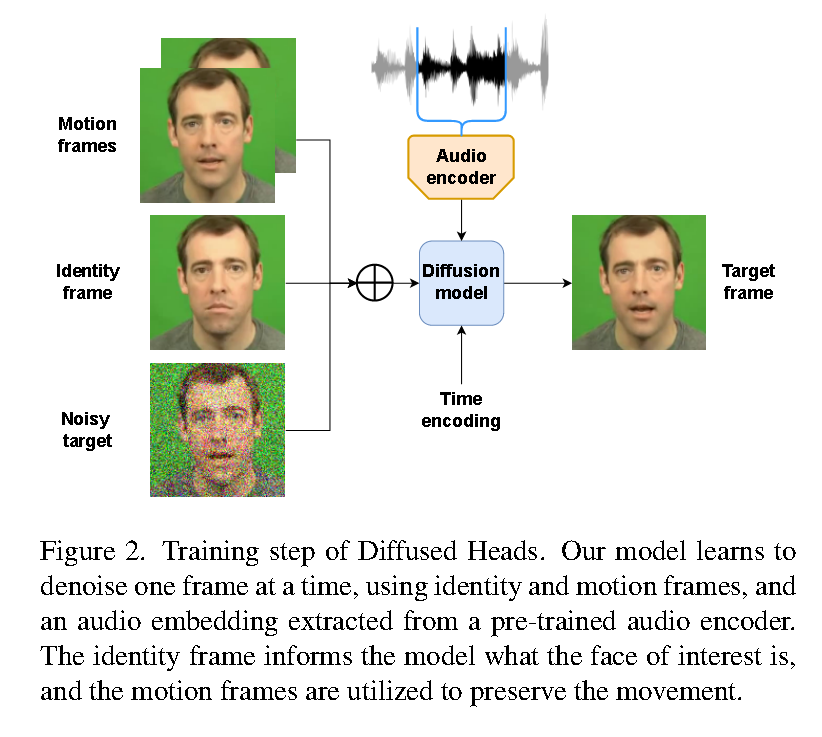 Motion
frames
Audio
encoder
Identity
frame
Diffusion
model
Target
frame
Noisy
target
Time
encoding
Figure 2. Training step of Diffused Heads. Our model learns to
denoise one frame at a time, using identity and motion frames, and
an audio embedding extracted from a pre-trained audio encoder.
The identity frame informs the model what the face of interest is,
and the motion frames are utilized to preserve the movement.